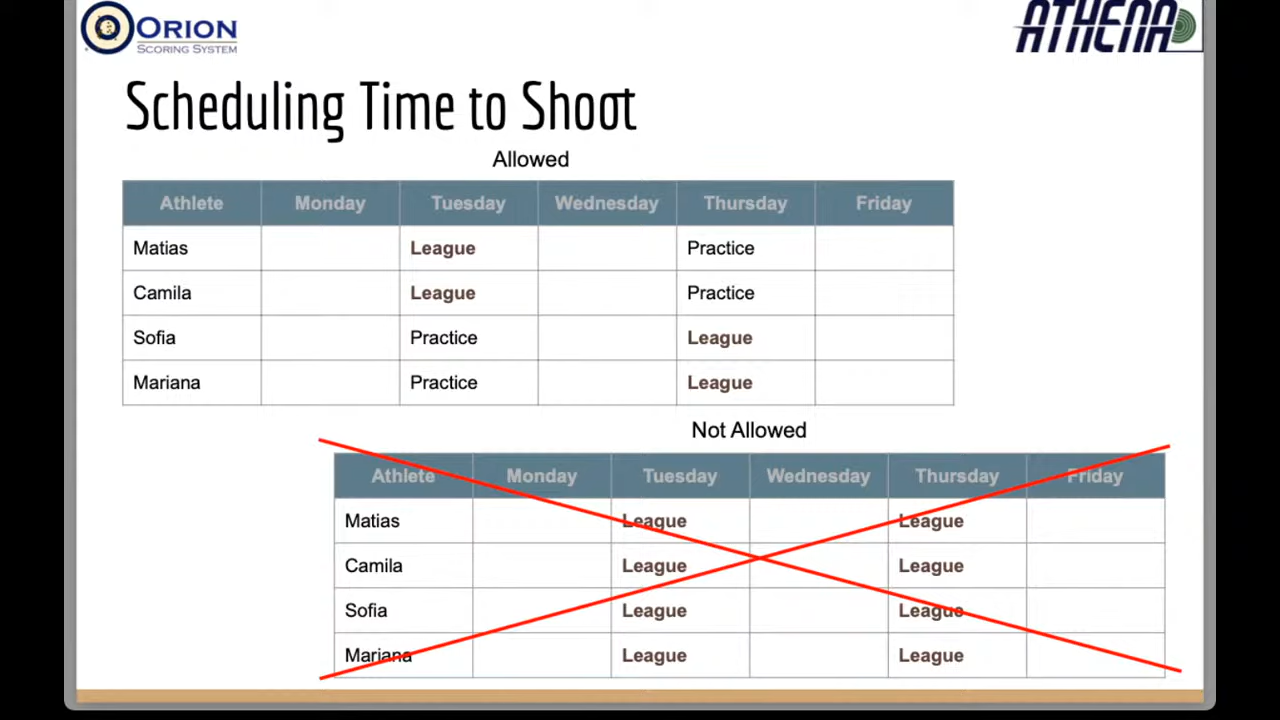 ORION
SCORING SYSTEM
ATHENA
Scheduling Time to Shoot
Allowed
Athlete Monday Tuesday Wednesday Thursday Friday
Matias League Practice
Camila League Practice
Sofia Practice League
Mariana Practice League
Not Allowed
Athlete Monday Tuesday Wednesday Thursday Friday
Matias League League
Camila League League
Sofia League League
Mariana League League